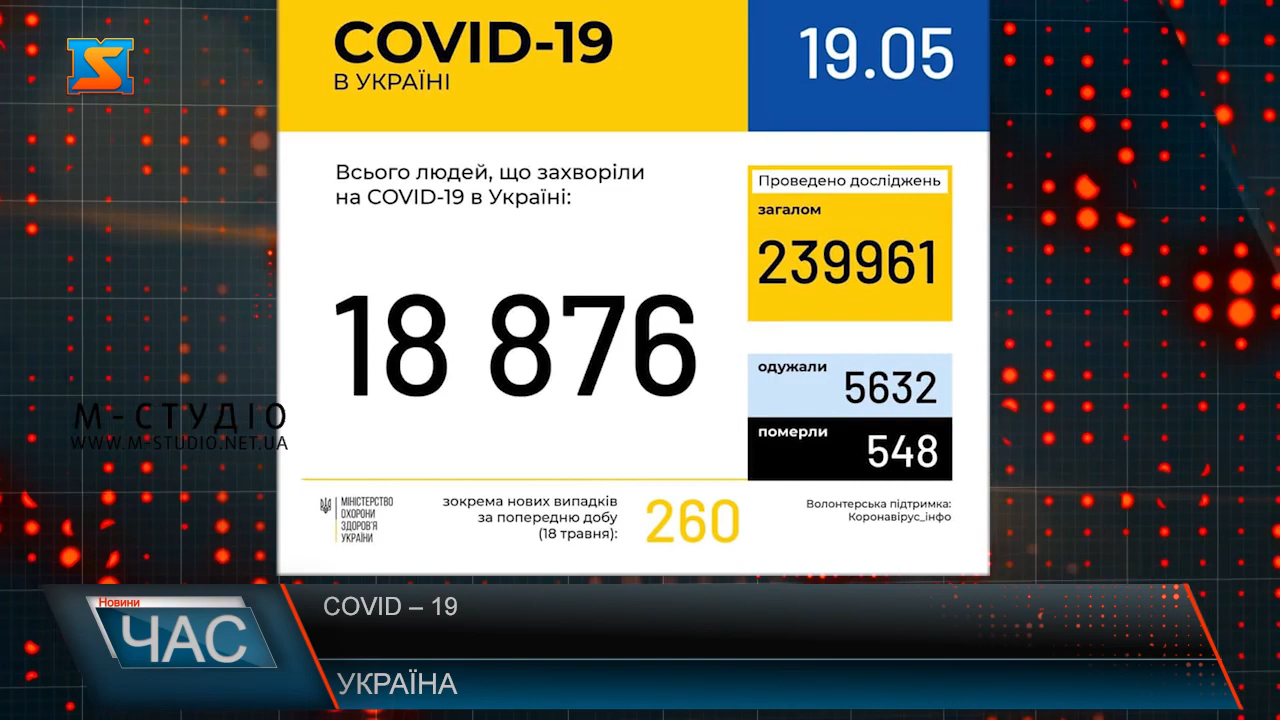 COVID-19
В УКРАЇНІ
19.05
Всього людей, що захворіли
на COVID-19 в Україні:
18 876
Проведено досліджень
загалом
239961
одужали
5632
померли
548
М-СТУДІО
WWW.M-STUDIO.NET.UA
МІНІСТЕРСТВО
ОХОРОНИ
ЗДОРОВ'Я
УКРАЇНИ
зокрема нових випадків
за попередню добу
(18 травня):
260
Волонтерська підтримка:
Коронавірус_інфо
Новини
ЧАС
COVID – 19
УКРАЇНА